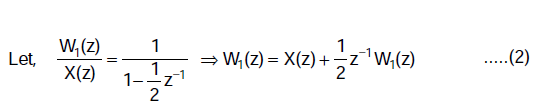 Let, W₁(z)/X(z) = 1/(1–(1/2)z⁻¹) ⇒ W₁(z) = X(z) + (1/2)z⁻¹ W₁(z) .....(2)